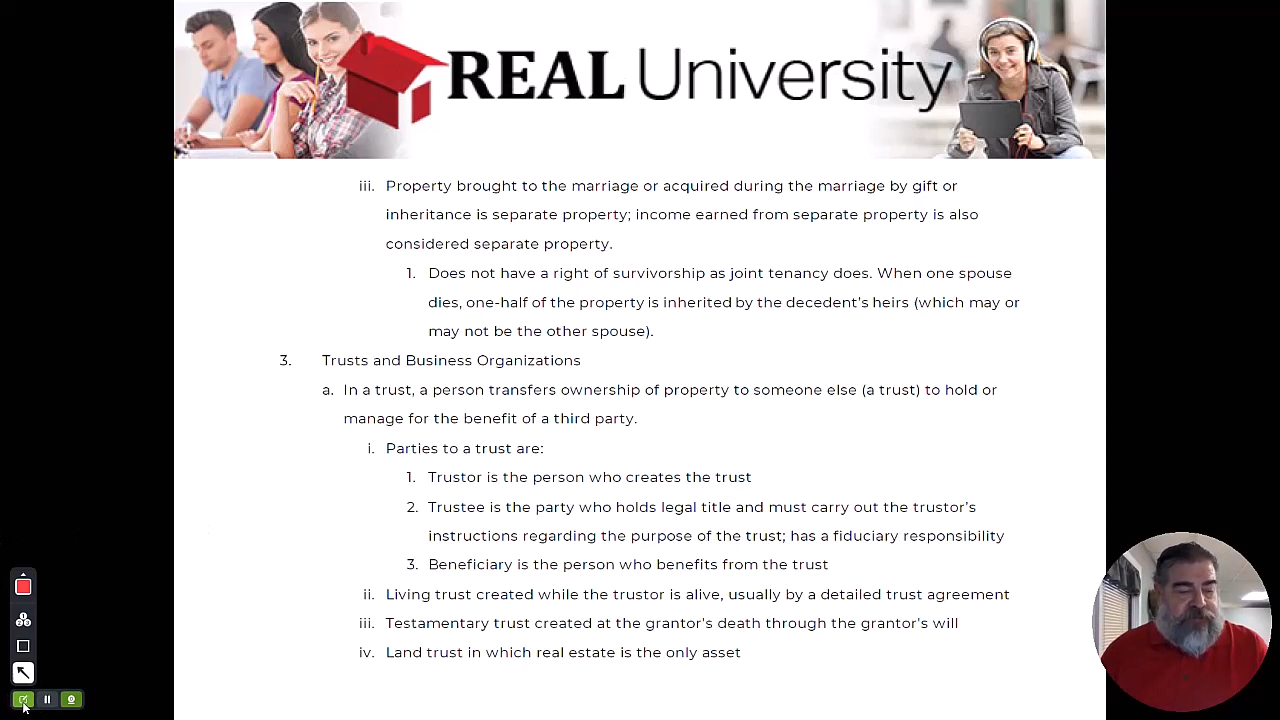 REAL University
iii. Property brought to the marriage or acquired during the marriage by gift or
inheritance is separate property; income earned from separate property is also
considered separate property.
1. Does not have a right of survivorship as joint tenancy does. When one spouse
dies, one-half of the property is inherited by the decedent's heirs (which may or
may not be the other spouse).
3. Trusts and Business Organizations
a. In a trust, a person transfers ownership of property to someone else (a trust) to hold or
manage for the benefit of a third party.
i. Parties to a trust are:
1. Trustor is the person who creates the trust
2. Trustee is the party who holds legal title and must carry out the trustor's
instructions regarding the purpose of the trust; has a fiduciary responsibility
3. Beneficiary is the person who benefits from the trust
ii. Living trust created while the trustor is alive, usually by a detailed trust agreement
iii. Testamentary trust created at the grantor's death through the grantor's will
iv. Land trust in which real estate is the only asset